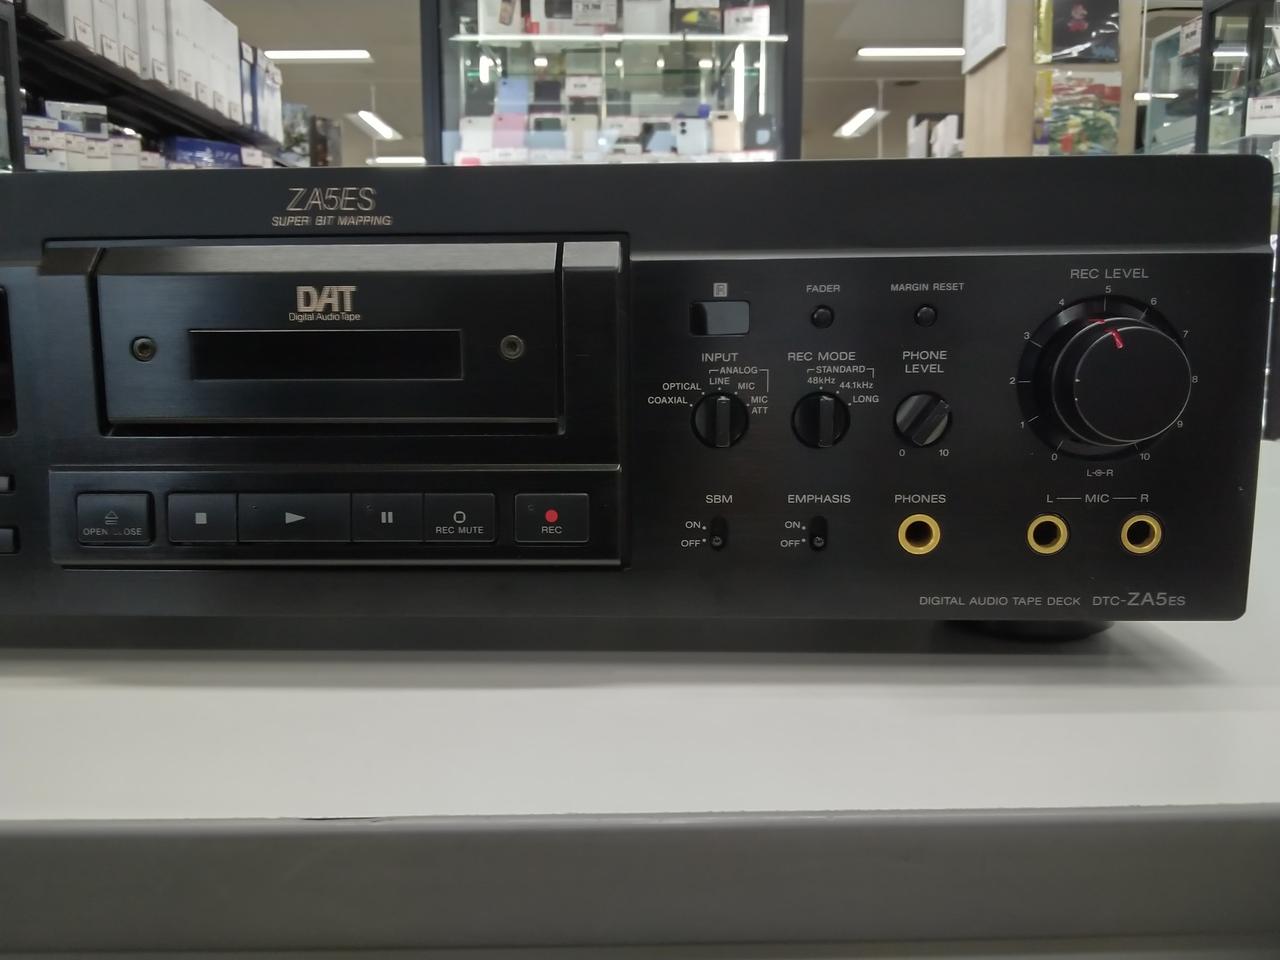 ZA5ES
SUPER BIT MAPPING
DAT
Digital Audio Tape
OPEN/CLOSE
REC MUTE
REC
R
FADER
MARGIN RESET
REC LEVEL
0 1 2 3 4 5 6 7 8 9 10
L R
INPUT
ANALOG
LINE MIC
OPTICAL
COAXIAL
MIC
ATT
REC MODE
STANDARD
48kHz 44.1kHz
LONG
PHONE
LEVEL
0 10
SBM
ON
OFF
EMPHASIS
ON
OFF
PHONES
L MIC R
DIGITAL AUDIO TAPE DECK DTC-ZA5ES
PS4